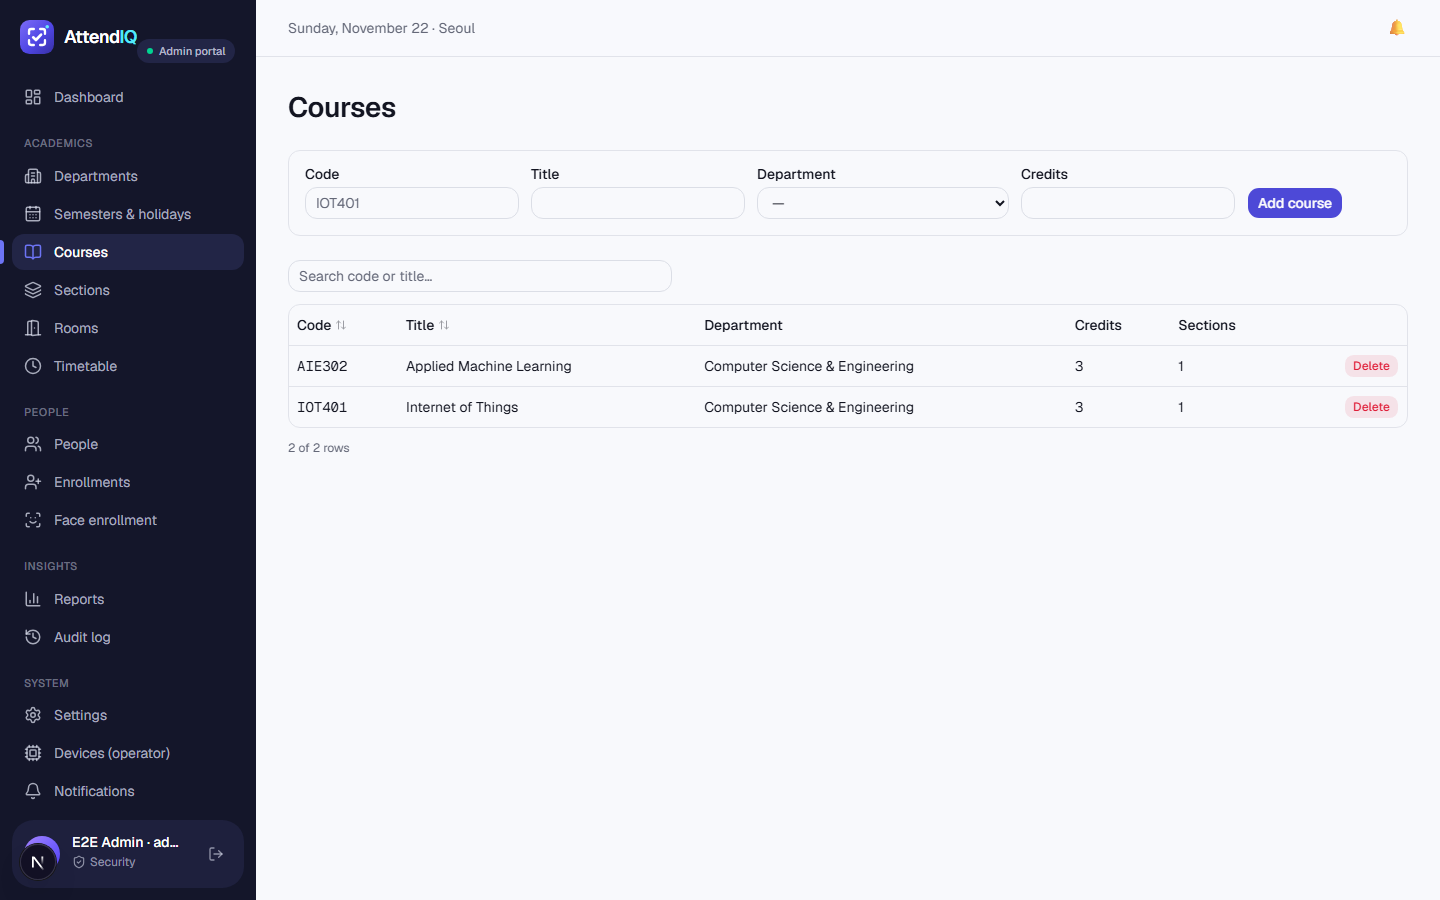 AttendIQ
Admin portal
Dashboard
ACADEMICS
Departments
Semesters & holidays
Courses
Sections
Rooms
Timetable
PEOPLE
People
Enrollments
Face enrollment
INSIGHTS
Reports
Audit log
SYSTEM
Settings
Devices (operator)
Notifications
N
E2E Admin · ad...
Security
Sunday, November 22 · Seoul
Courses
Code Title Department Credits
IOT401 — Add course
Search code or title...
Code Title Department Credits Sections
AIE302 Applied Machine Learning Computer Science & Engineering 3 1 Delete
IOT401 Internet of Things Computer Science & Engineering 3 1 Delete
2 of 2 rows